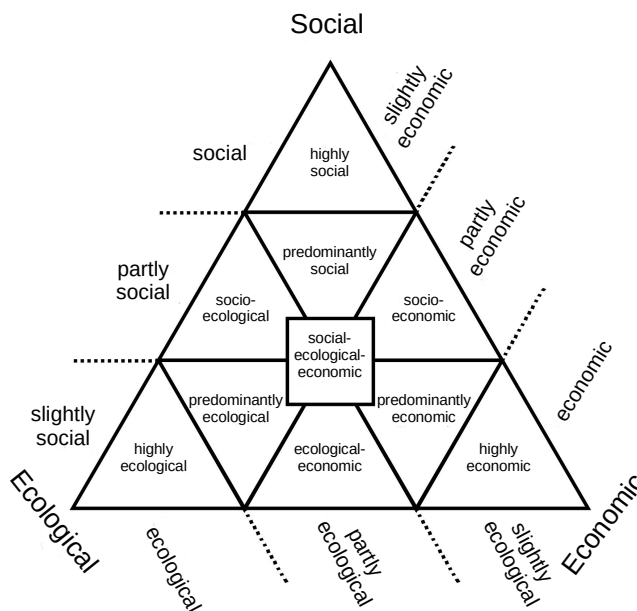 Social
slightly
economic
social
highly
social
partly
economic
predominantly
social
partly
social
socio-
ecological
socio-
economic
social-
ecological-
economic
economic
slightly
social
predominantly
ecological
predominantly
economic
highly
ecological
ecological-
economic
highly
economic
Ecological
Economic
ecological
partly
ecological
slightly
ecological